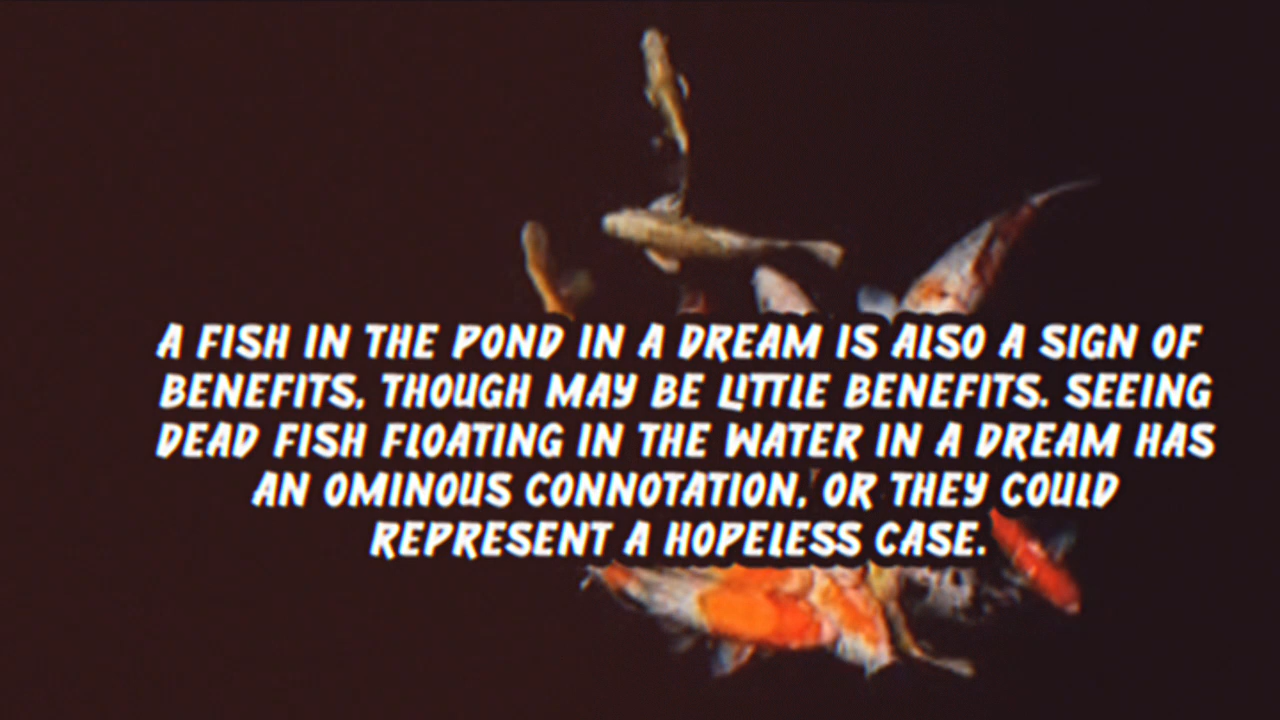 A FISH IN THE POND IN A DREAM IS ALSO A SIGN OF
BENEFITS, THOUGH MAY BE LITTLE BENEFITS. SEEING
DEAD FISH FLOATING IN THE WATER IN A DREAM HAS
AN OMINOUS CONNOTATION, OR THEY COULD
REPRESENT A HOPELESS CASE.